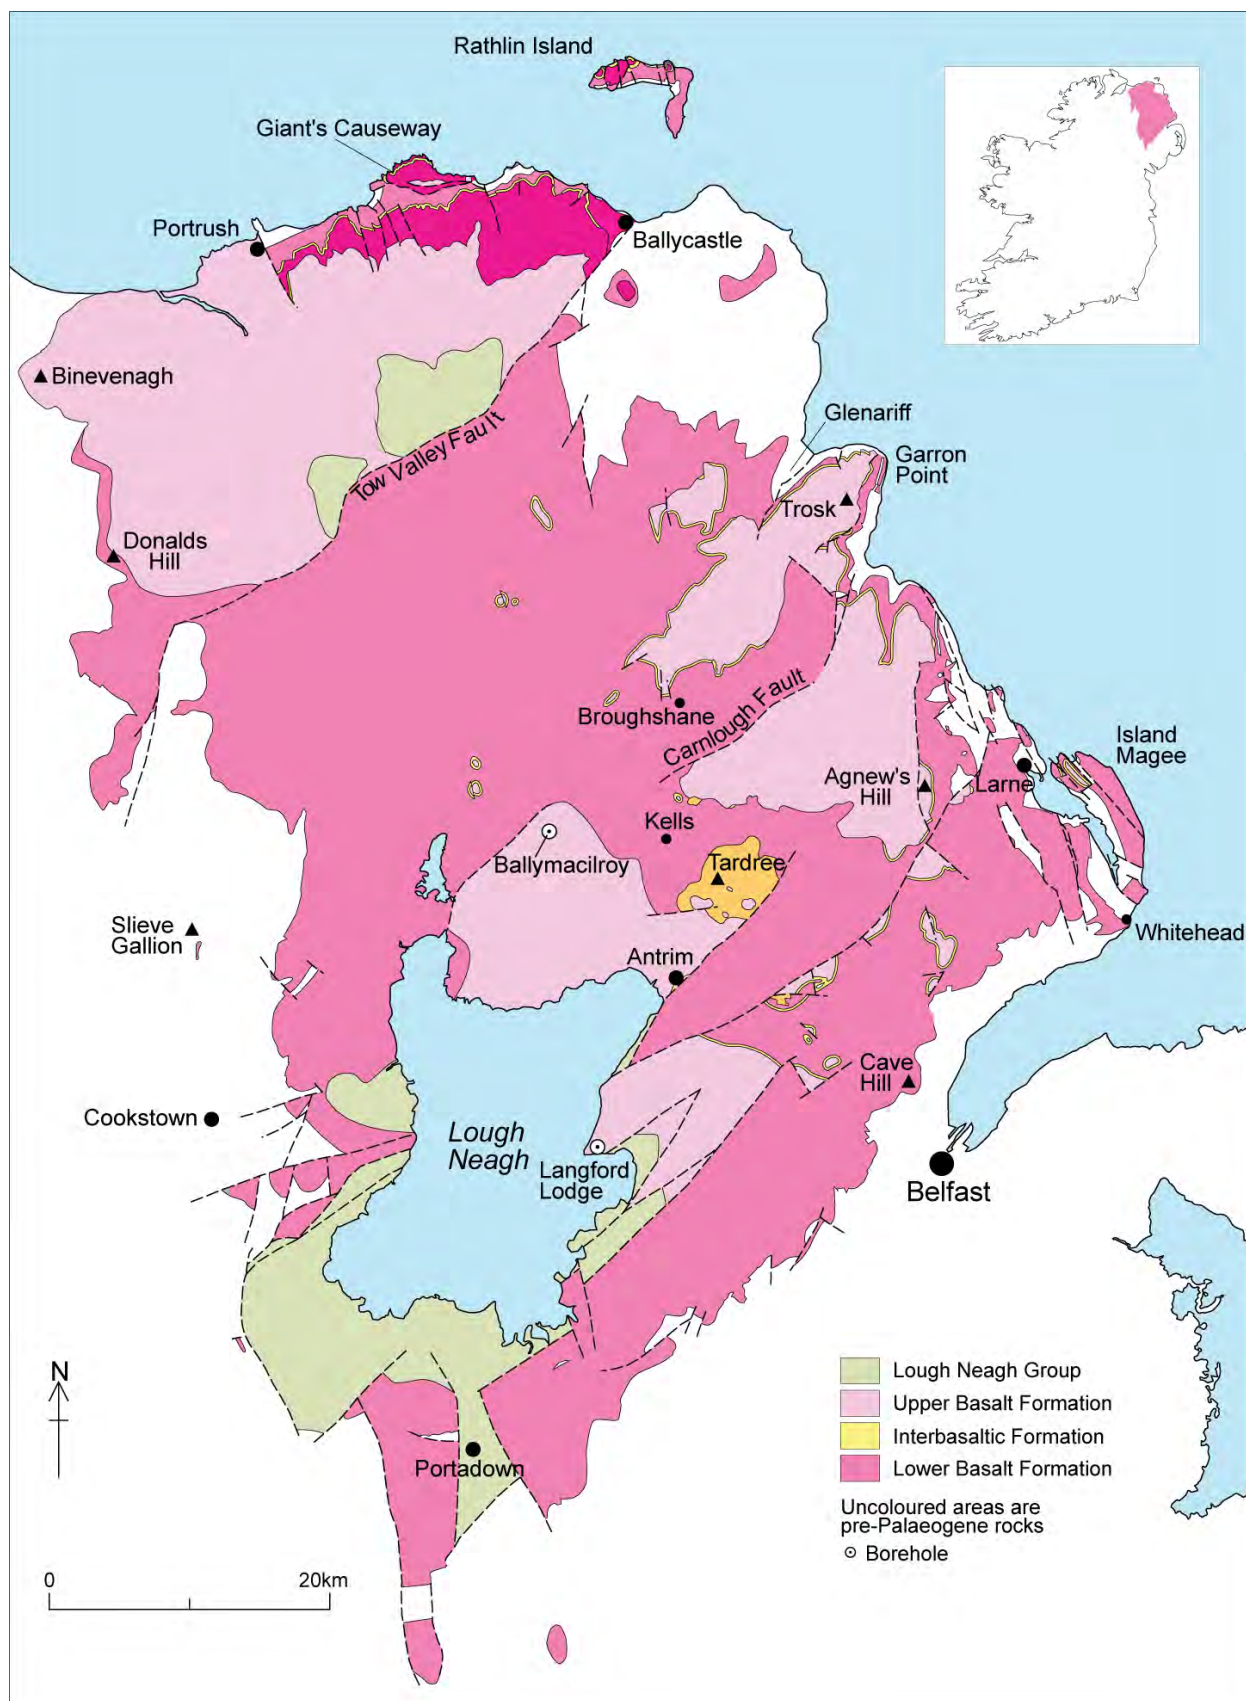 Rathlin Island
Giant's Causeway
Portrush
Ballycastle
Binevenagh
Glenariff
Garron
Point
Tow Valley Fault
Trosk
Donalds
Hill
Broughshane
Carnlough Fault
Island
Magee
Agnew's
Hill
Larne
Kells
Ballymacilroy
Tardree
Slieve
Gallion
Whitehead
Antrim
Cave
Hill
Cookstown
Lough
Neagh
Langford
Lodge
Belfast
N
Lough Neagh Group
Upper Basalt Formation
Interbasaltic Formation
Lower Basalt Formation
Portadown
Uncoloured areas are
pre-Palaeogene rocks
Borehole
0 20km